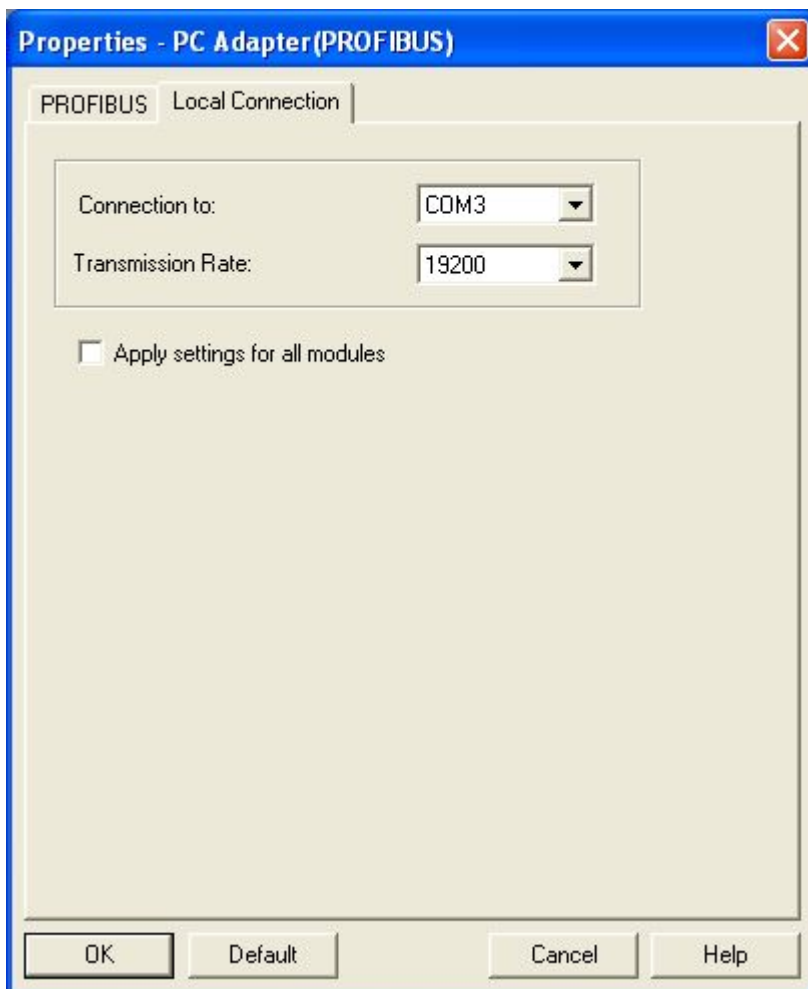 Properties - PC Adapter(PROFIBUS)
PROFIBUS Local Connection
Connection to: COM3
Transmission Rate: 19200
Apply settings for all modules
OK Default Cancel Help